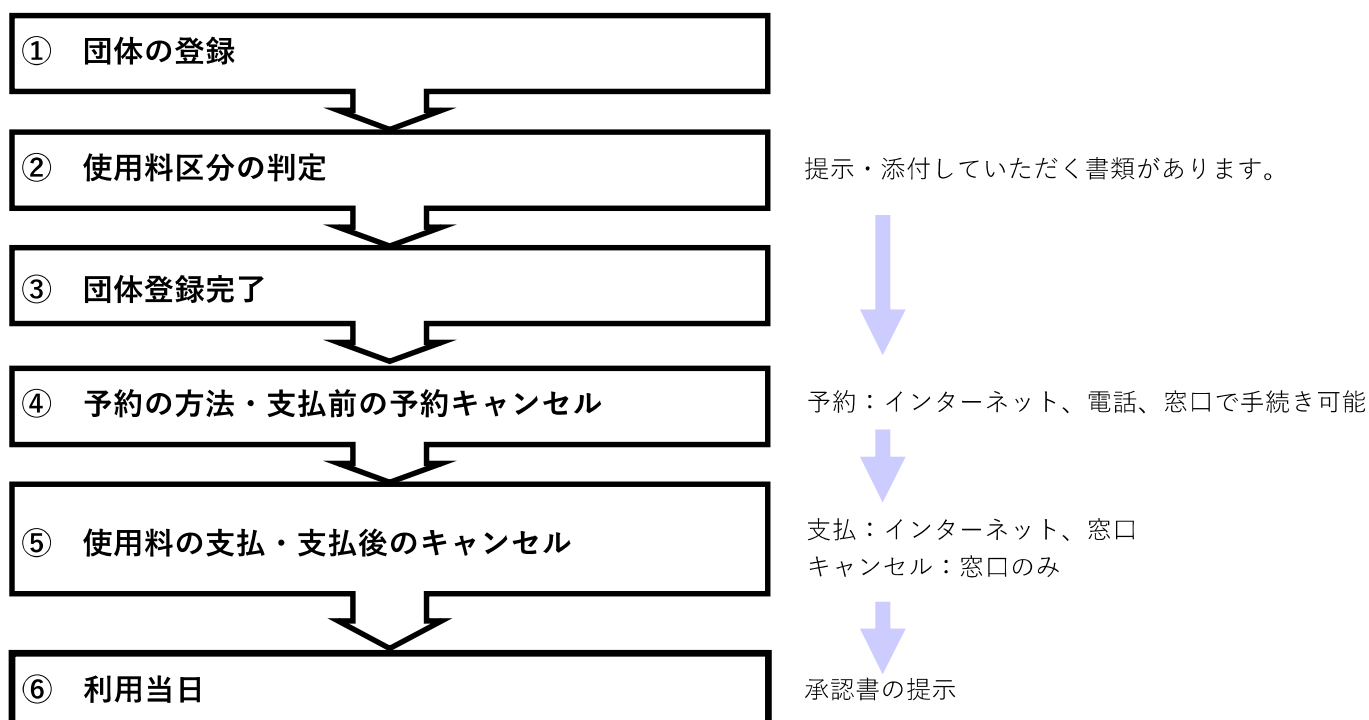 ① 団体の登録
② 使用料区分の判定
提示・添付していただく書類があります。
③ 団体登録完了
④ 予約の方法・支払前の予約キャンセル
予約：インターネット、電話、窓口で手続き可能
⑤ 使用料の支払・支払後のキャンセル
支払：インターネット、窓口
キャンセル：窓口のみ
⑥ 利用当日
承認書の提示